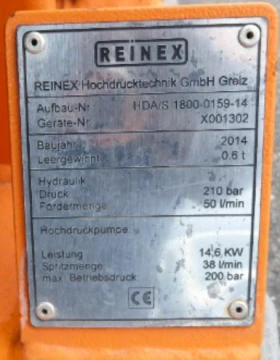 REINEX
REINEX Hochdrucktechnik GmbH Greiz
Aufbau-Nr HDA/S 1800-0159-14
Geräte-Nr X001302
Baujahr 2014
Leergewicht 0.6 t
Hydraulik
Druck 210 bar
Fördermenge 50 l/min
Hochdruckpumpe
Leistung 14,6 KW
Spritzmenge 38 l/min
max. Betriebsdruck 200 bar
CE